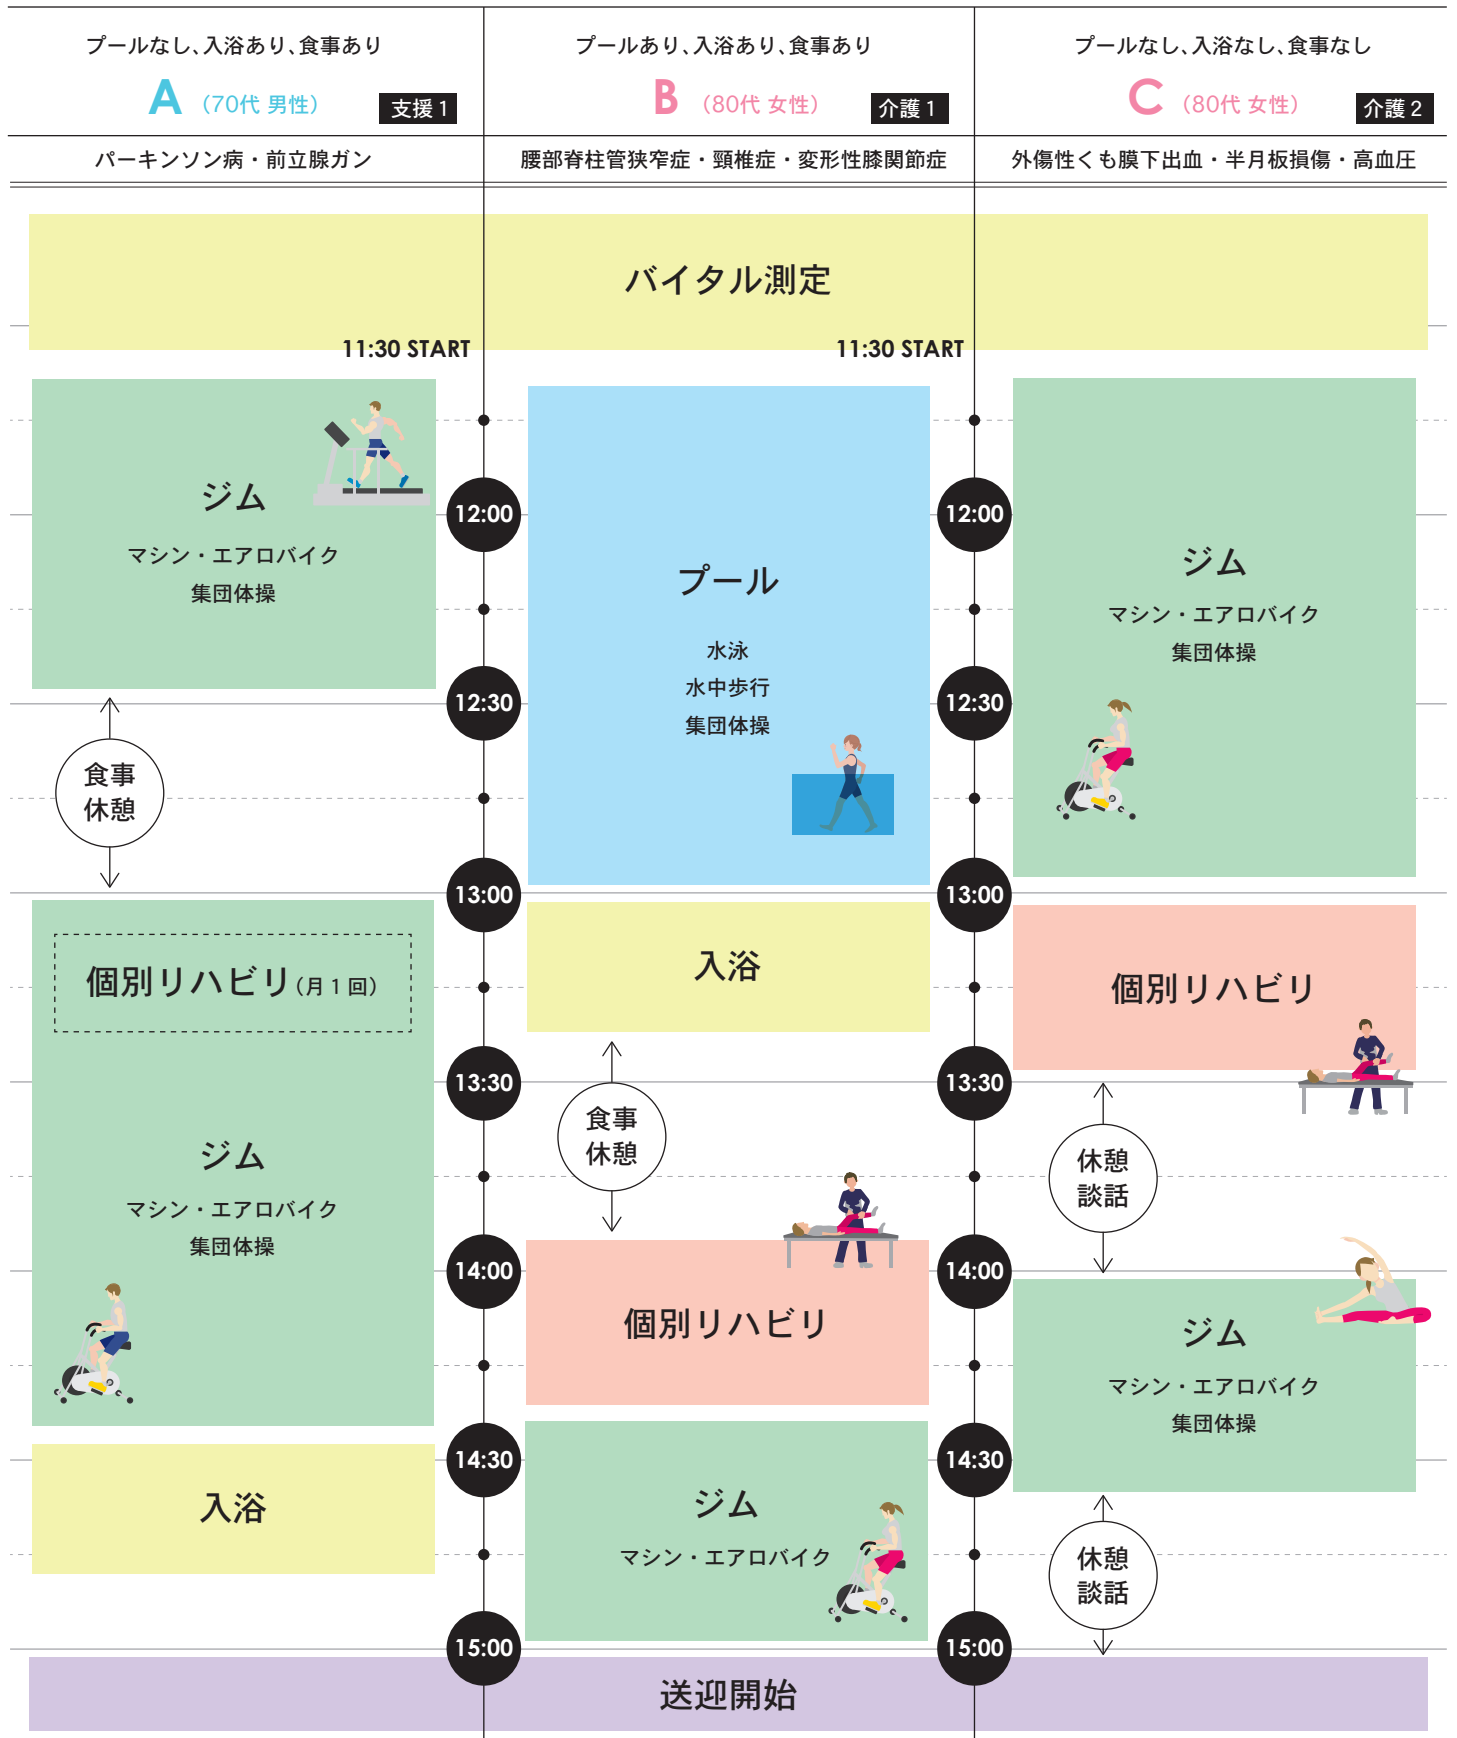 プールなし、入浴あり、食事あり
A（70代 男性） 支援1
パーキンソン病・前立腺ガン
プールあり、入浴あり、食事あり
B（80代 女性） 介護1
腰部脊柱管狭窄症・頸椎症・変形性膝関節症
プールなし、入浴なし、食事なし
C（80代 女性） 介護2
外傷性くも膜下出血・半月板損傷・高血圧
バイタル測定
11:30 START
11:30 START
ジム
マシン・エアロバイク
集団体操
食事
休憩
個別リハビリ（月1回）
ジム
マシン・エアロバイク
集団体操
入浴
12:00
12:30
13:00
13:30
14:00
14:30
15:00
プール
水泳
水中歩行
集団体操
入浴
食事
休憩
個別リハビリ
ジム
マシン・エアロバイク
12:00
12:30
13:00
13:30
14:00
14:30
15:00
ジム
マシン・エアロバイク
集団体操
個別リハビリ
休憩
談話
ジム
マシン・エアロバイク
集団体操
休憩
談話
送迎開始